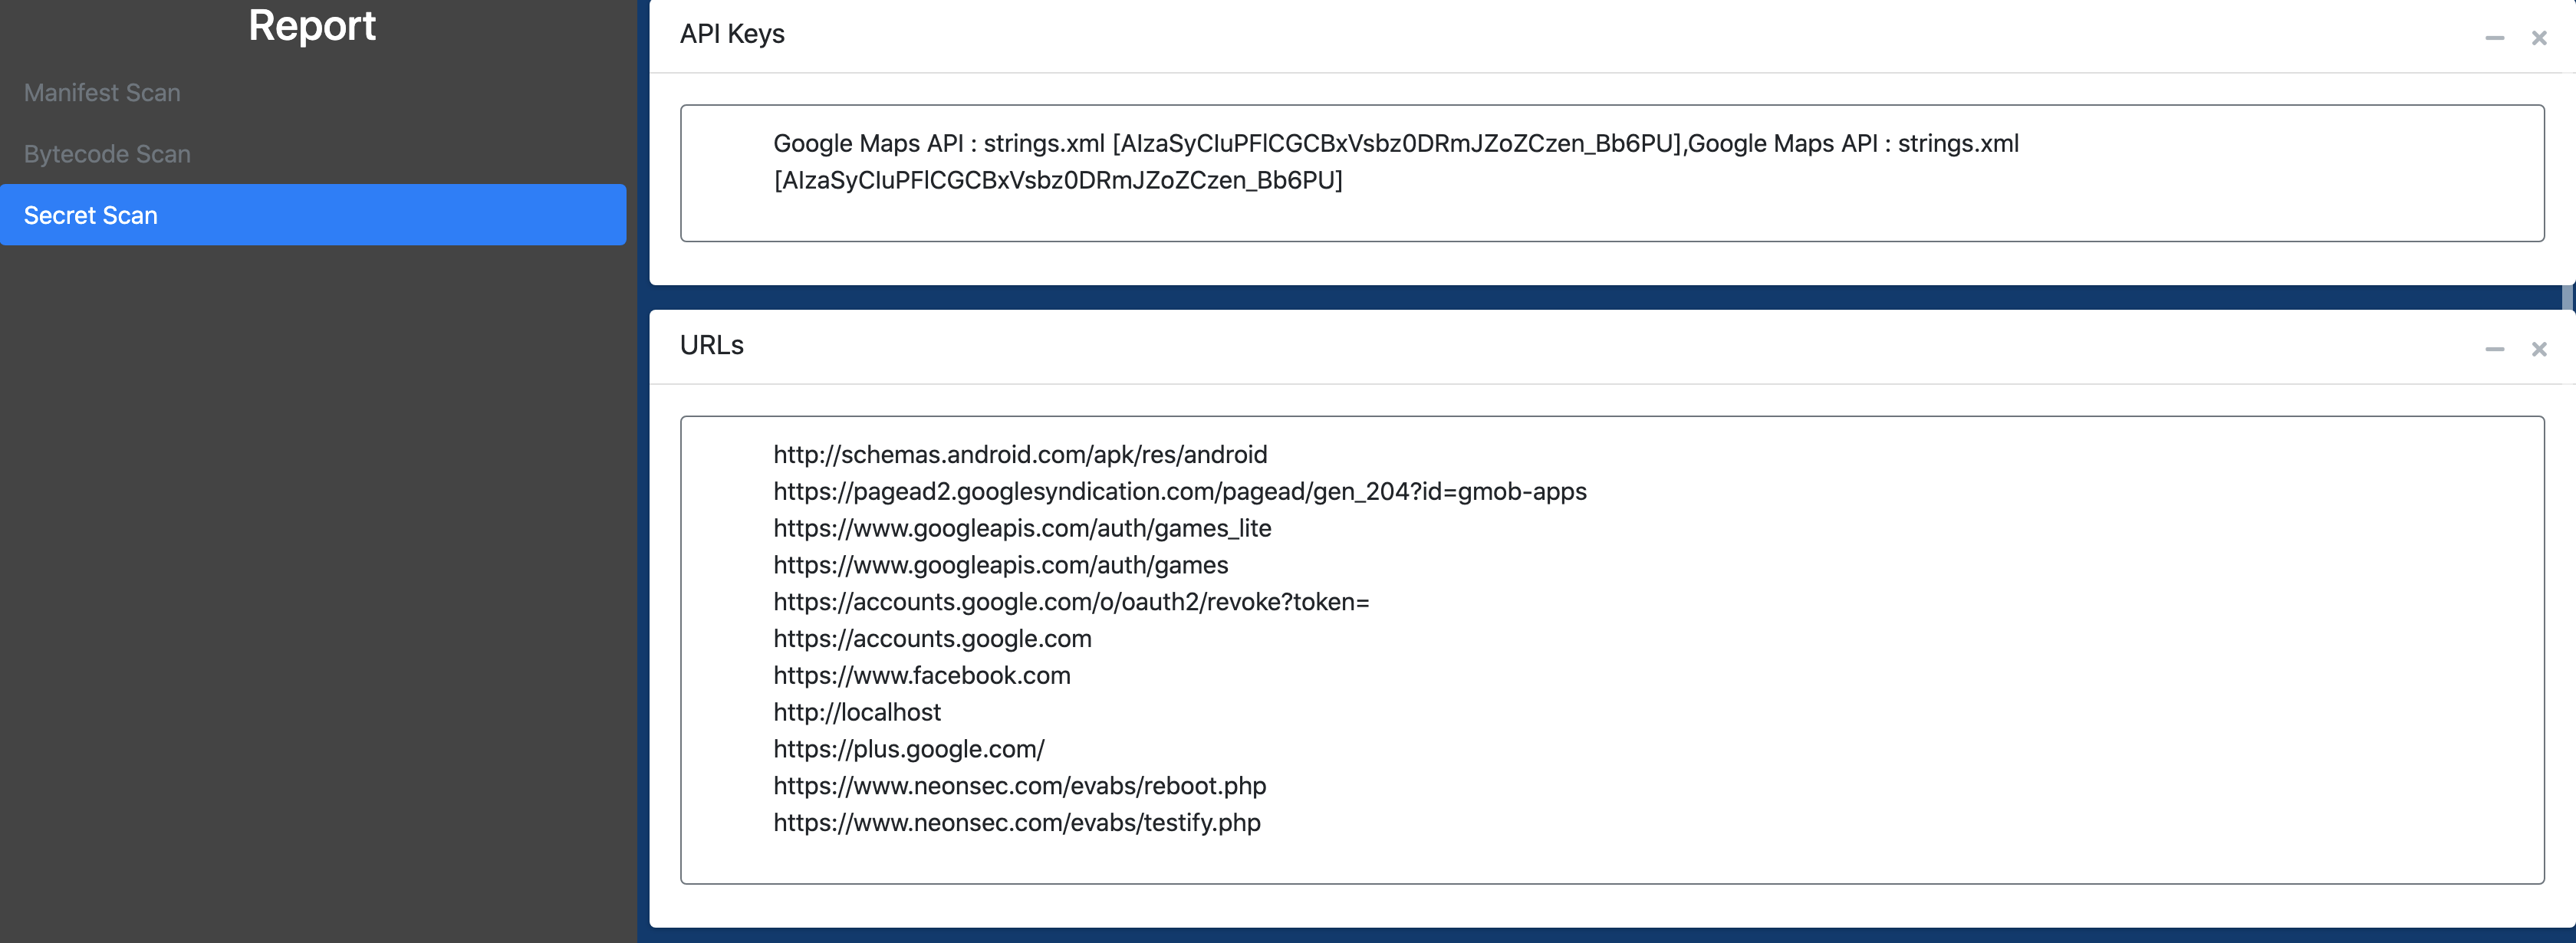 Report
Manifest Scan
Bytecode Scan
Secret Scan
API Keys
Google Maps API : strings.xml [AIzaSyCIuPFlCGCBxVsbz0DRmJZoZCzen_Bb6PU],Google Maps API : strings.xml
[AIzaSyCIuPFlCGCBxVsbz0DRmJZoZCzen_Bb6PU]
URLs
http://schemas.android.com/apk/res/android
https://pagead2.googlesyndication.com/pagead/gen_204?id=gmob-apps
https://www.googleapis.com/auth/games_lite
https://www.googleapis.com/auth/games
https://accounts.google.com/o/oauth2/revoke?token=
https://accounts.google.com
https://www.facebook.com
http://localhost
https://plus.google.com/
https://www.neonsec.com/evabs/reboot.php
https://www.neonsec.com/evabs/testify.php